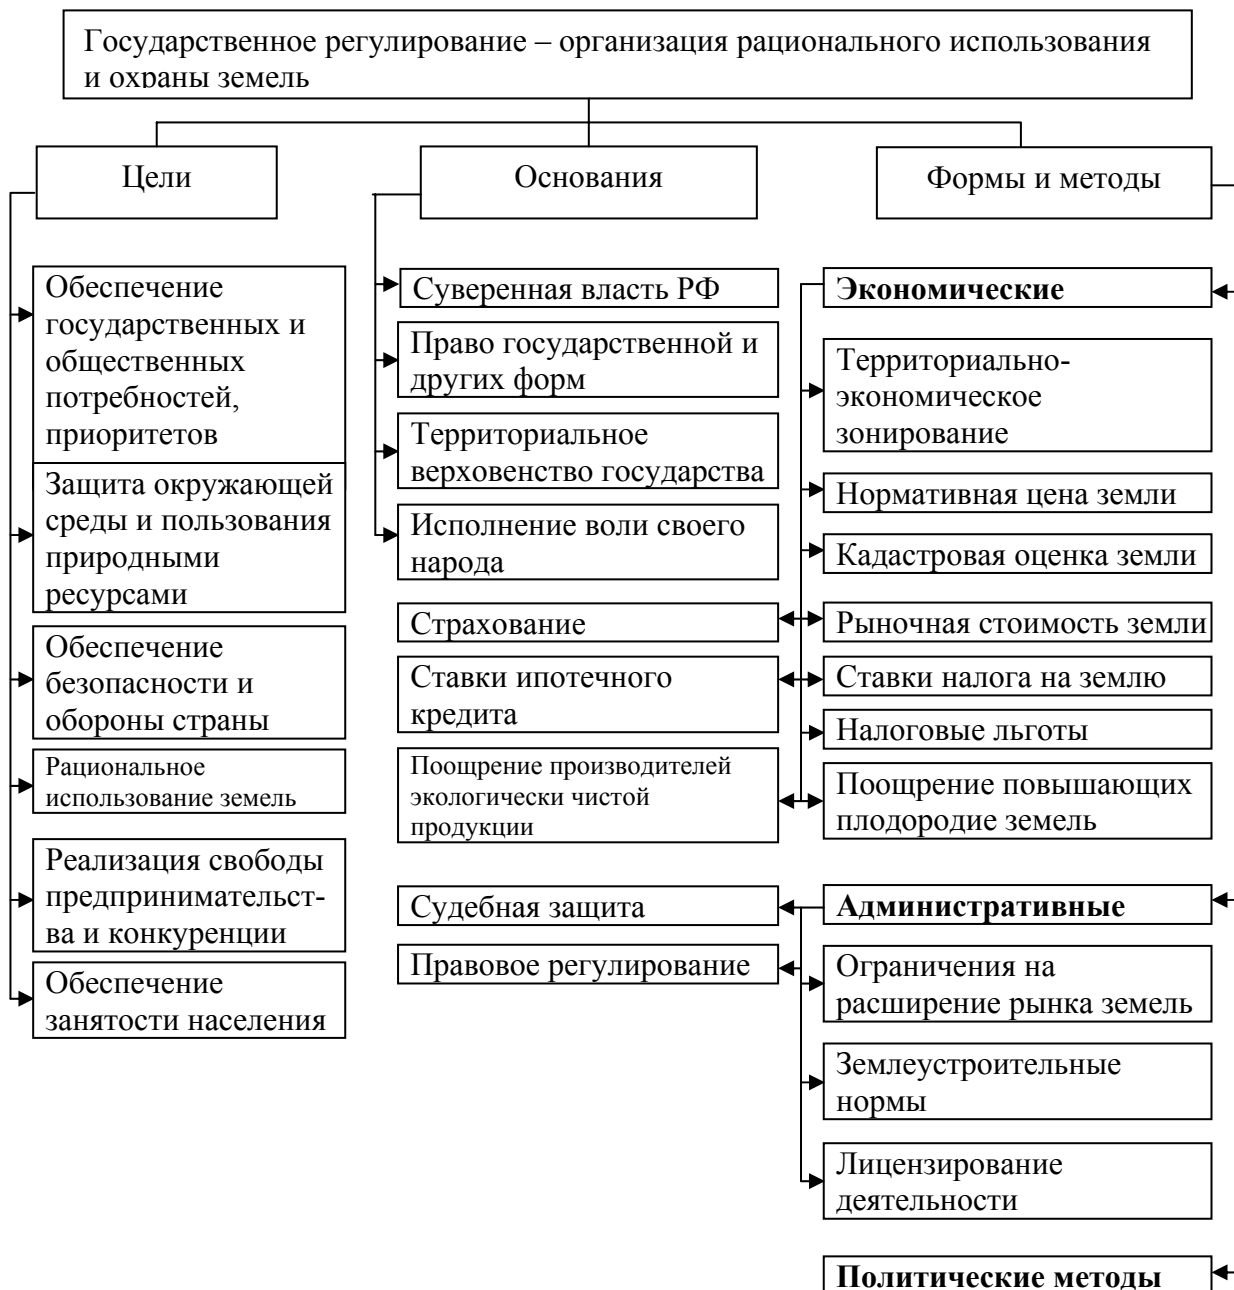 Государственное регулирование – организация рационального использования
и охраны земель
Цели
Основания
Формы и методы
Обеспечение
государственных и
общественных
потребностей,
приоритетов
Защита окружающей
среды и пользования
природными
ресурсами
Обеспечение
безопасности и
обороны страны
Рациональное
использование земель
Реализация свободы
предпринимательст-
ва и конкуренции
Обеспечение
занятости населения
Суверенная власть РФ
Право государственной и
других форм
Территориальное
верховенство государства
Исполнение воли своего
народа
Страхование
Ставки ипотечного
кредита
Поощрение производителей
экологически чистой
продукции
Судебная защита
Правовое регулирование
Экономические
Территориально-
экономическое
зонирование
Нормативная цена земли
Кадастровая оценка земли
Рыночная стоимость земли
Ставки налога на землю
Налоговые льготы
Поощрение повышающих
плодородие земель
Административные
Ограничения на
расширение рынка земель
Землеустроительные
нормы
Лицензирование
деятельности
Политические методы